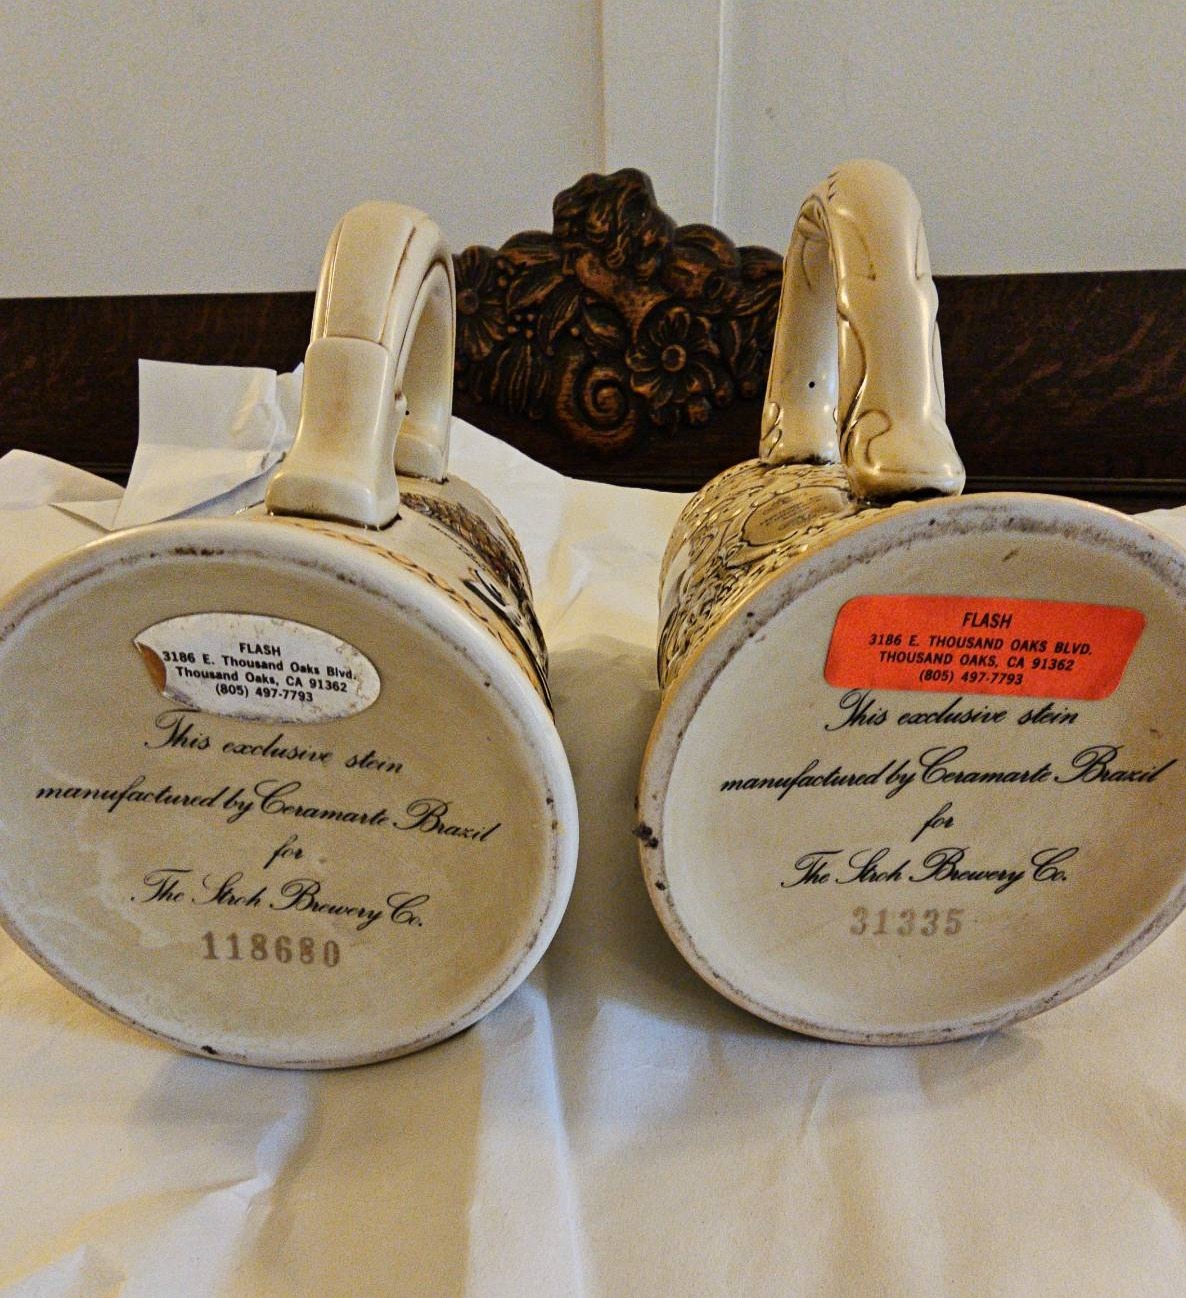 FLASH
3186 E. Thousand Oaks Blvd.
Thousand Oaks, CA 91362
(805) 497-7793
This exclusive stein
manufactured by Ceramarte Brazil
for
The Stroh Brewery Co.
118680
FLASH
3186 E. THOUSAND OAKS BLVD.
THOUSAND OAKS, CA 91362
(805) 497-7793
This exclusive stein
manufactured by Ceramarte Brazil
for
The Stroh Brewery Co.
31335